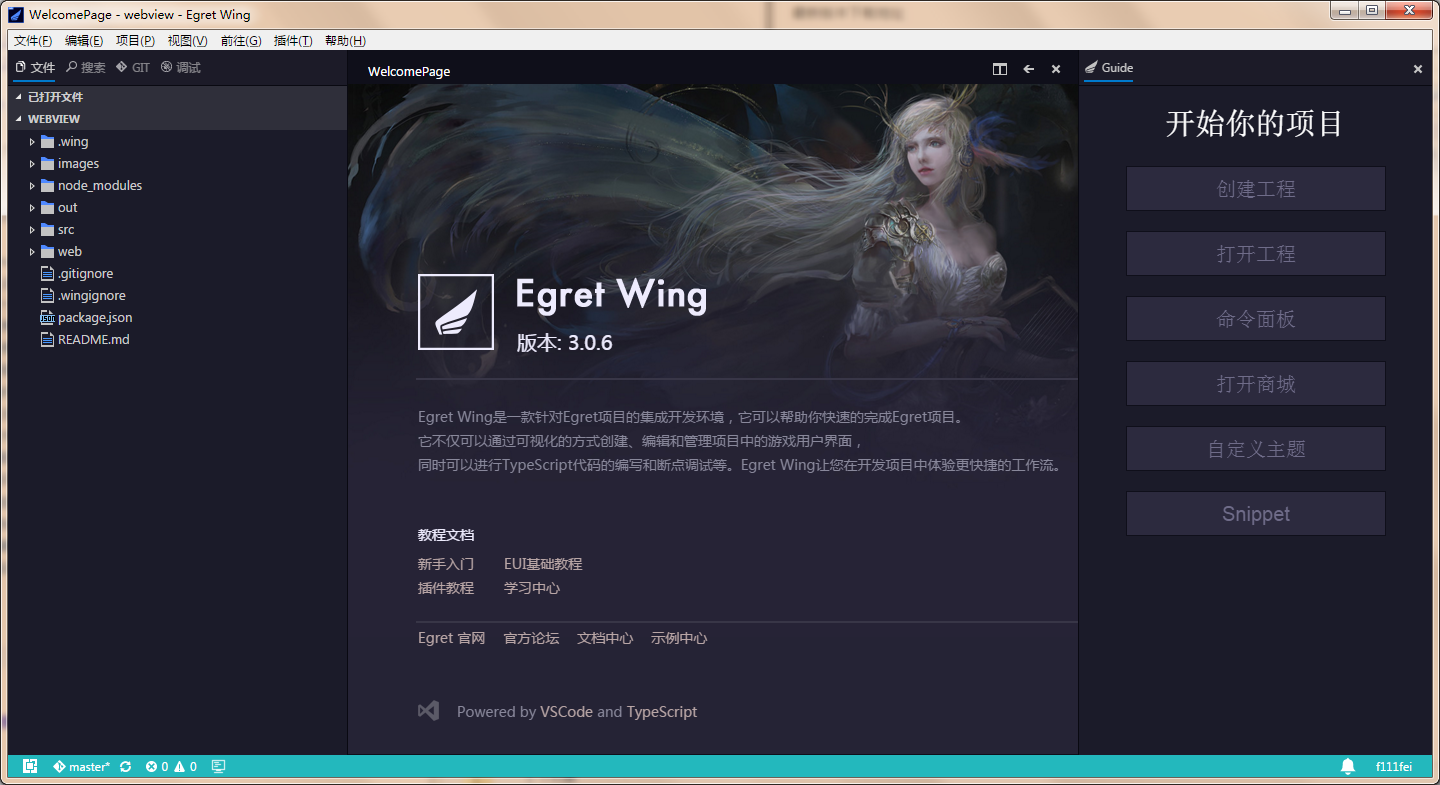 WelcomePage - webview - Egret Wing
文件(F) 编辑(E) 项目(P) 视图(V) 前往(G) 插件(T) 帮助(H)
文件 搜索 GIT 调试
已打开文件
WEBVIEW
.wing
images
node_modules
out
src
web
.gitignore
.wingignore
package.json
README.md
WelcomePage
Egret Wing
版本: 3.0.6
Egret Wing是一款针对Egret项目的集成开发环境，它可以帮助你快速的完成Egret项目。
它不仅可以通过可视化的方式创建、编辑和管理项目中的游戏用户界面，
同时可以进行TypeScript代码的编写和断点调试等。Egret Wing让您在开发项目中体验更快捷的工作流。
教程文档
新手入门 EUI基础教程
插件教程 学习中心
Egret 官网 官方论坛 文档中心 示例中心
Powered by VSCode and TypeScript
Guide
开始你的项目
创建工程
打开工程
命令面板
打开商城
自定义主题
Snippet
master* 0 0
f111fei